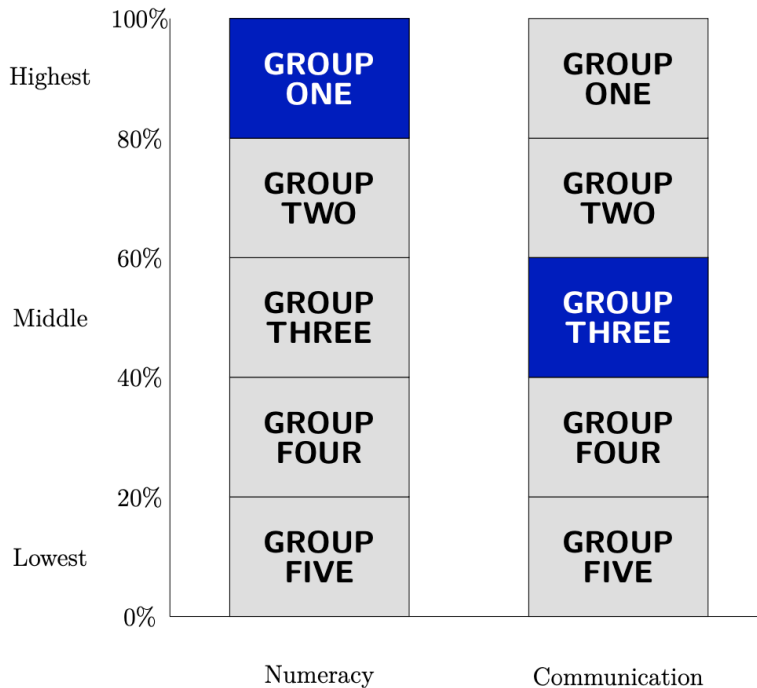 100%
Highest
GROUP
ONE
GROUP
ONE
80%
GROUP
TWO
GROUP
TWO
60%
Middle
GROUP
THREE
GROUP
THREE
40%
GROUP
FOUR
GROUP
FOUR
20%
Lowest
GROUP
FIVE
GROUP
FIVE
0%
Numeracy
Communication